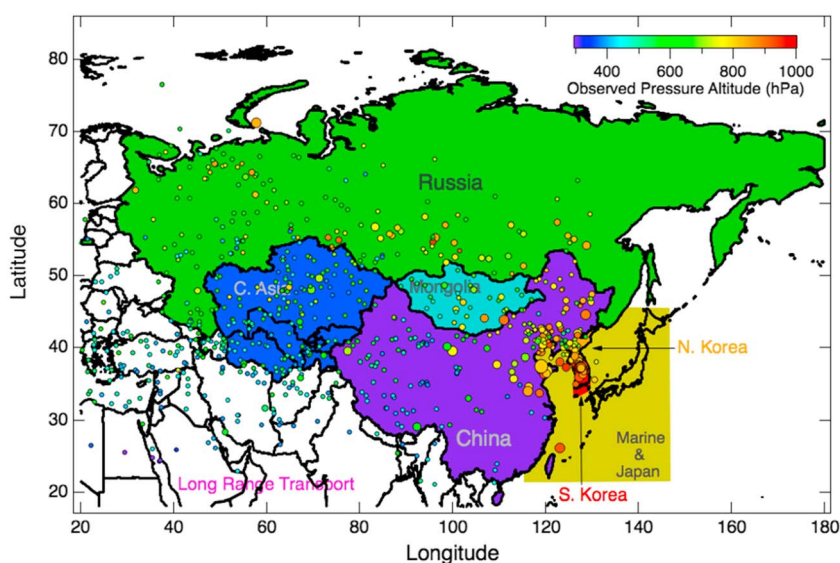 80
70
60
50
40
30
20
Latitude
400 600 800 1000
Observed Pressure Altitude (hPa)
Russia
C. Asia
Mongolia
N. Korea
China
Marine
&
Japan
Long Range Transport
S. Korea
20 40 60 80 100 120 140 160 180
Longitude